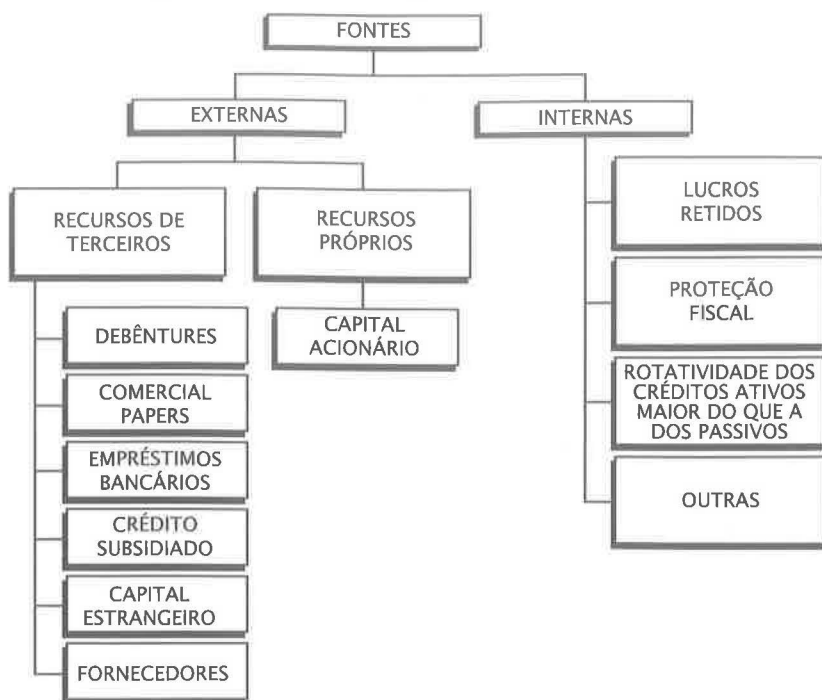 FONTES
EXTERNAS
INTERNAS
RECURSOS DE
TERCEIROS
RECURSOS
PRÓPRIOS
DEBÊNTURES
COMERCIAL
PAPERS
EMPRÉSTIMOS
BANCÁRIOS
CRÉDITO
SUBSIDIADO
CAPITAL
ESTRANGEIRO
FORNECEDORES
CAPITAL
ACIONÁRIO
LUCROS
RETIDOS
PROTEÇÃO
FISCAL
ROTATIVIDADE DOS
CRÉDITOS ATIVOS
MAIOR DO QUE A
DOS PASSIVOS
OUTRAS